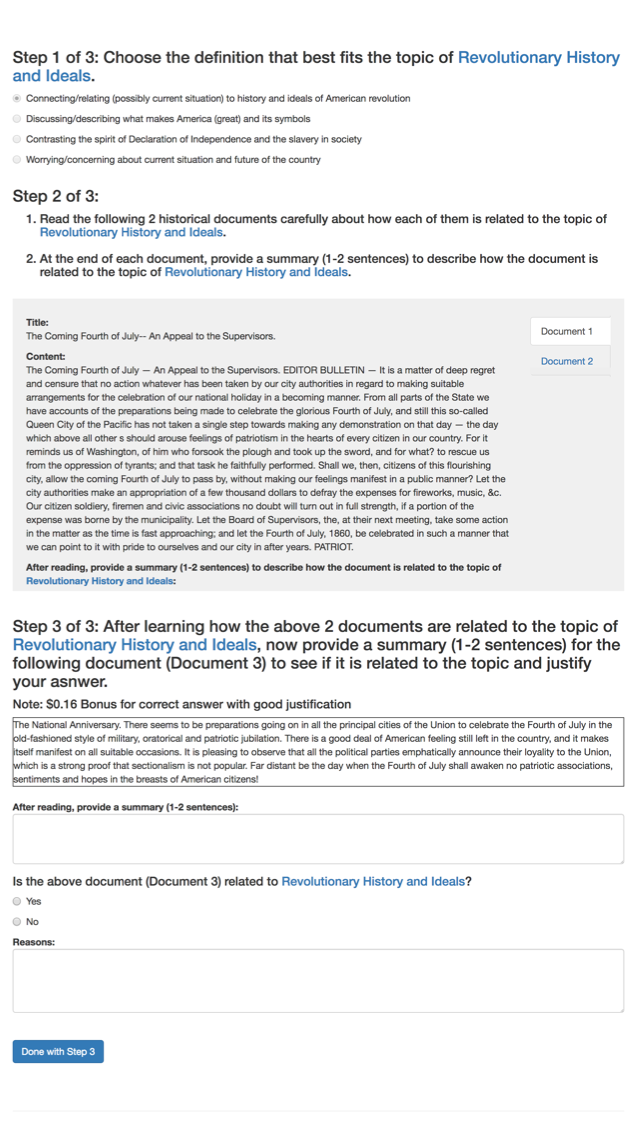 Step 1 of 3: Choose the definition that best fits the topic of Revolutionary History
and Ideals.
Connecting/relating (possibly current situation) to history and ideals of American revolution
Discussing/describing what makes America (great) and its symbols
Contrasting the spirit of Declaration of Independence and the slavery in society
Worrying/concerning about current situation and future of the country
Step 2 of 3:
1. Read the following 2 historical documents carefully about how each of them is related to the topic of
Revolutionary History and Ideals.
2. At the end of each document, provide a summary (1-2 sentences) to describe how the document is
related to the topic of Revolutionary History and Ideals.
Title:
The Coming Fourth of July-- An Appeal to the Supervisors.
Document 1
Document 2
Content:
The Coming Fourth of July — An Appeal to the Supervisors. EDITOR BULLETIN — It is a matter of deep regret
and censure that no action whatever has been taken by our city authorities in regard to making suitable
arrangements for the celebration of our national holiday in a becoming manner. From all parts of the State we
have accounts of the preparations being made to celebrate the glorious Fourth of July, and still this so-called
Queen City of the Pacific has not taken a single step towards making any demonstration on that day — the day
which above all other s should arouse feelings of patriotism in the hearts of every citizen in our country. For it
reminds us of Washington, of him who forsook the plough and took up the sword, and for what? to rescue us
from the oppression of tyrants; and that task he faithfully performed. Shall we, then, citizens of this flourishing
city, allow the coming Fourth of July to pass by, without making our feelings manifest in a public manner? Let the
city authorities make an appropriation of a few thousand dollars to defray the expenses for fireworks, music, &c.
Our citizen soldiery, firemen and civic associations no doubt will turn out in full strength, if a portion of the
expense was borne by the municipality. Let the Board of Supervisors, the, at their next meeting, take some action
in the matter as the time is fast approaching; and let the Fourth of July, 1860, be celebrated in such a manner that
we can point to it with pride to ourselves and our city in after years. PATRIOT.
After reading, provide a summary (1-2 sentences) to describe how the document is related to the topic of
Revolutionary History and Ideals:
Step 3 of 3: After learning how the above 2 documents are related to the topic of
Revolutionary History and Ideals, now provide a summary (1-2 sentences) for the
following document (Document 3) to see if it is related to the topic and justify
your asnwer.
Note: $0.16 Bonus for correct answer with good justification
The National Anniversary. There seems to be preparations going on in all the principal cities of the Union to celebrate the Fourth of July in the
old-fashioned style of military, oratorical and patriotic jubilation. There is a good deal of American feeling still left in the country, and it makes
itself manifest on all suitable occasions. It is pleasing to observe that all the political parties emphatically announce their loyalty to the Union,
which is a strong proof that sectionalism is not popular. Far distant be the day when the Fourth of July shall awaken no patriotic associations,
sentiments and hopes in the breasts of American citizens!
After reading, provide a summary (1-2 sentences):
Is the above document (Document 3) related to Revolutionary History and Ideals?
Yes
No
Reasons:
Done with Step 3